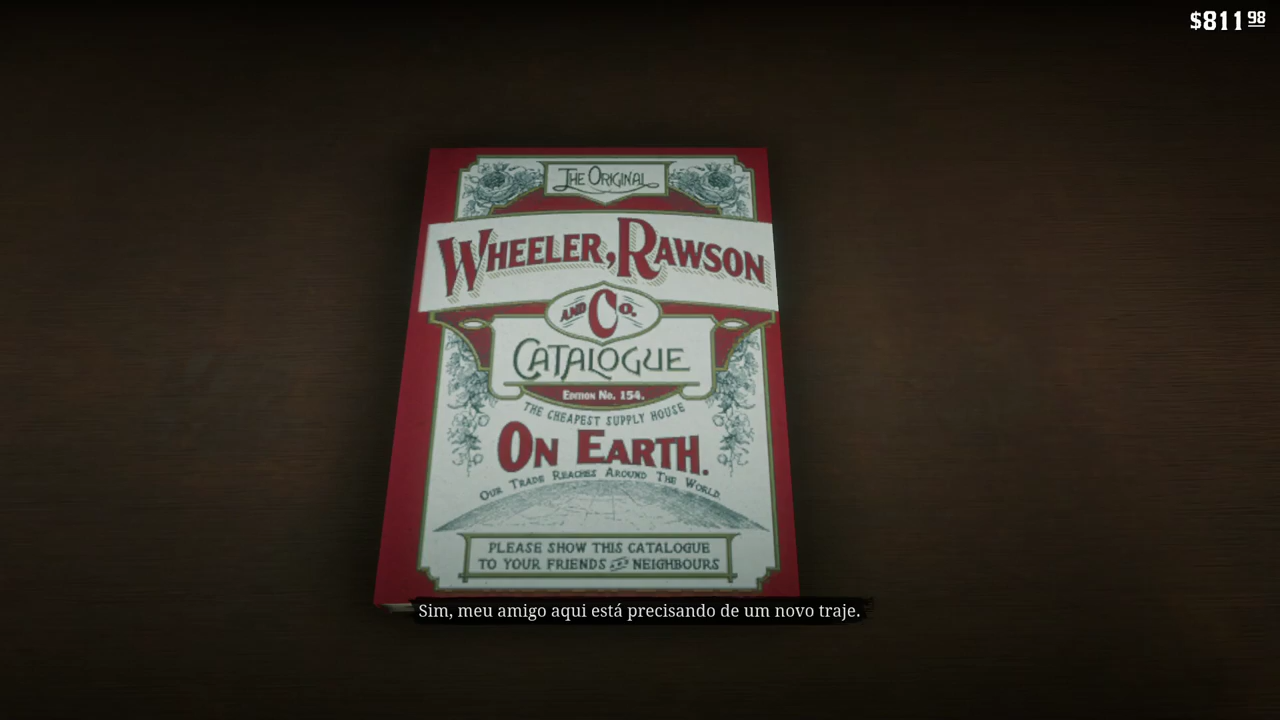 $811 98
THE ORIGINAL
WHEELER, RAWSON
AND CO.
CATALOGUE
EDITION No. 154.
THE CHEAPEST SUPPLY HOUSE
ON EARTH.
OUR TRADE REACHES AROUND THE WORLD.
PLEASE SHOW THIS CATALOGUE
TO YOUR FRIENDS AND NEIGHBOURS
Sim, meu amigo aqui está precisando de um novo traje.